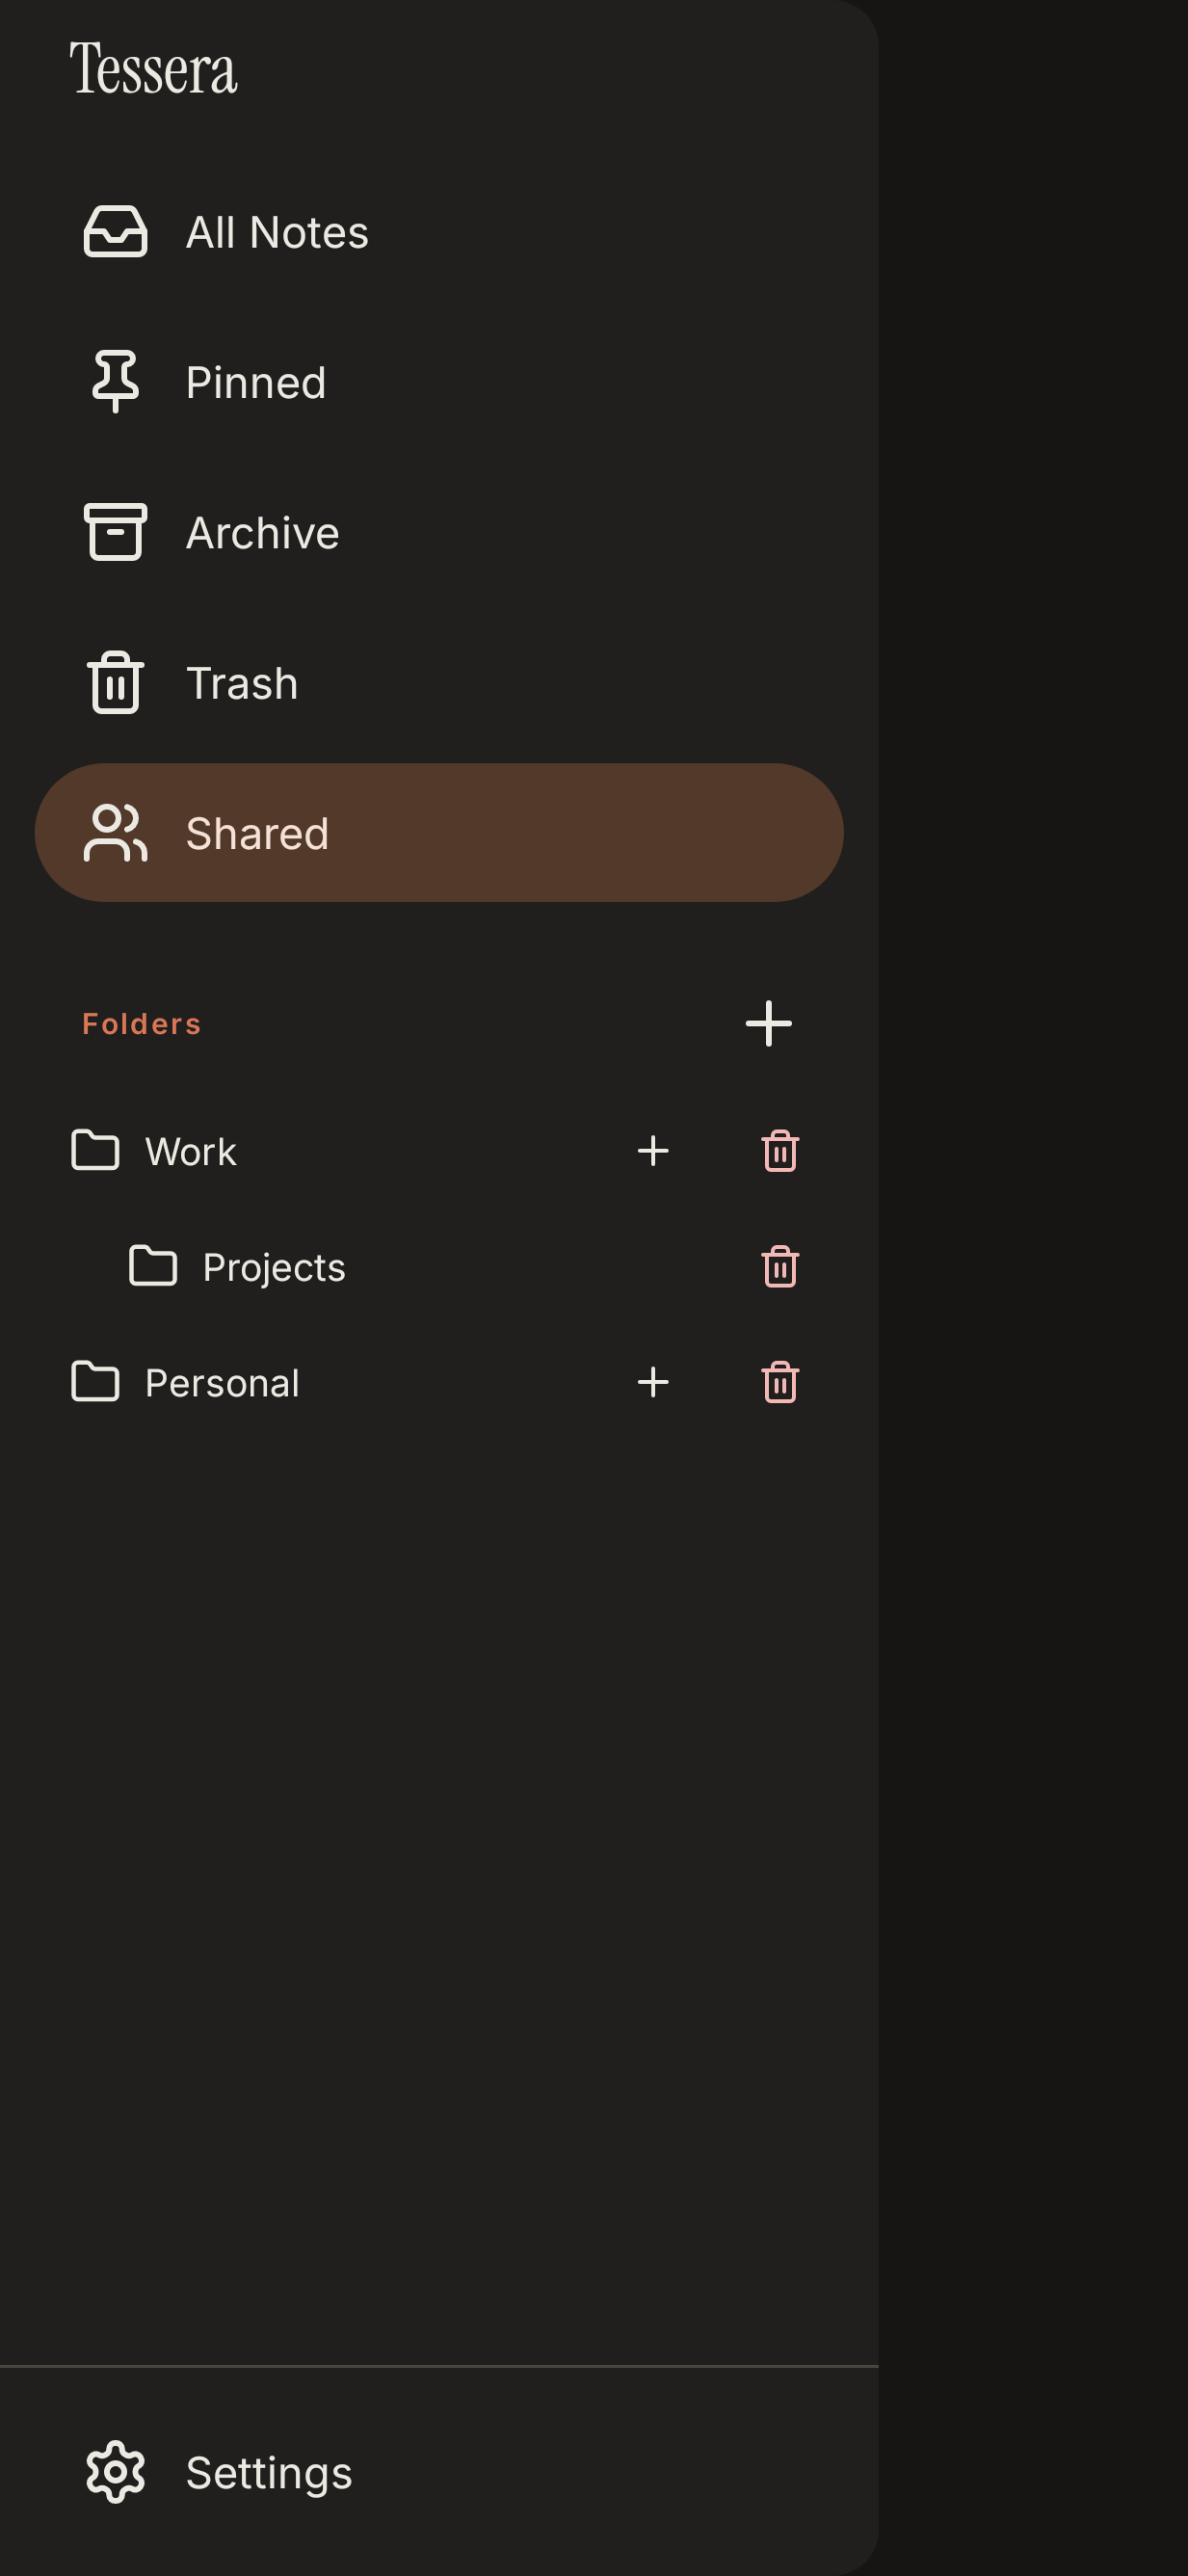 Tessera
All Notes
Pinned
Archive
Trash
Shared
Folders
Work
Projects
Personal
Settings